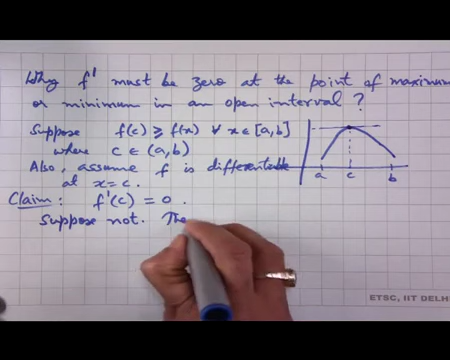 Why f' must be zero at the point of maximum
or minimum in an open interval ?
Suppose f(c) ⩾ f(x) ∀ x ∈ [a,b]
where c ∈ (a,b)
Also, assume f is differentiable
at x=c.
a c b
Claim : f'(c) = 0 .
Suppose not. The
ETSC, IIT DELH